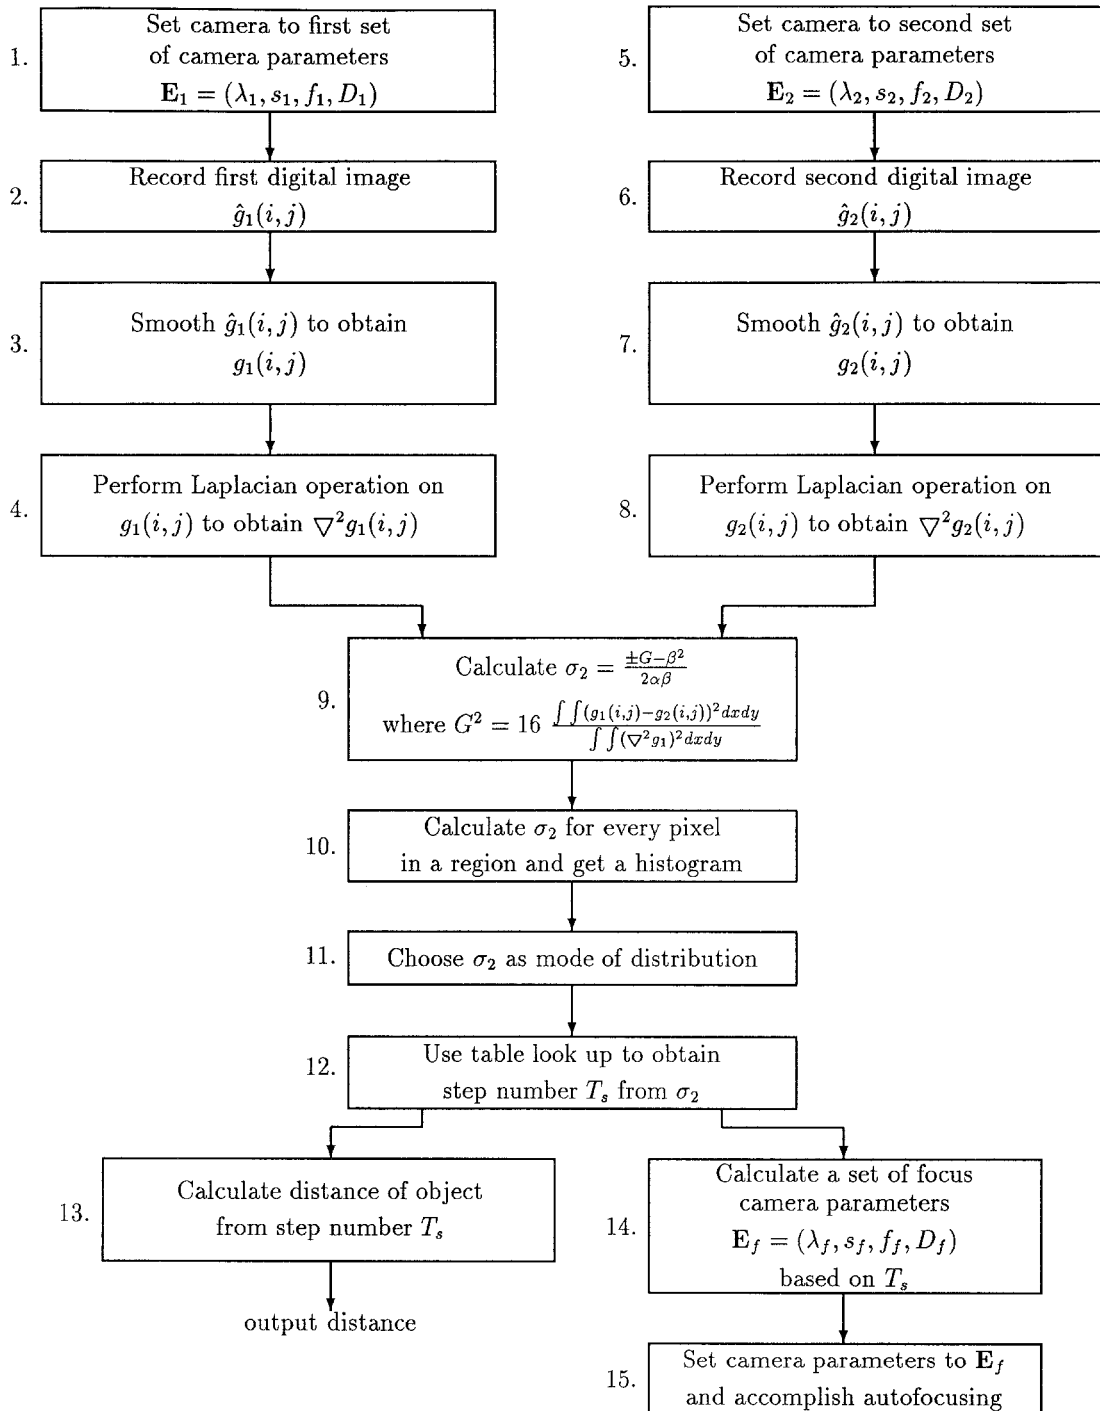 1.
Set camera to first set
of camera parameters
E₁ = (λ₁, s₁, f₁, D₁)
2.
Record first digital image
ĝ₁(i, j)
3.
Smooth ĝ₁(i, j) to obtain
g₁(i, j)
4.
Perform Laplacian operation on
g₁(i, j) to obtain ▽²g₁(i, j)
5.
Set camera to second set
of camera parameters
E₂ = (λ₂, s₂, f₂, D₂)
6.
Record second digital image
ĝ₂(i, j)
7.
Smooth ĝ₂(i, j) to obtain
g₂(i, j)
8.
Perform Laplacian operation on
g₂(i, j) to obtain ▽²g₂(i, j)
9.
Calculate σ₂ = (±G−β²)/(2αβ)
where G² = 16 (∫∫(g₁(i,j)−g₂(i,j))²dxdy)/(∫∫(▽²g₁)²dxdy)
10.
Calculate σ₂ for every pixel
in a region and get a histogram
11.
Choose σ₂ as mode of distribution
12.
Use table look up to obtain
step number Tₛ from σ₂
13.
Calculate distance of object
from step number Tₛ
output distance
14.
Calculate a set of focus
camera parameters
E_f = (λ_f, s_f, f_f, D_f)
based on Tₛ
15.
Set camera parameters to E_f
and accomplish autofocusing